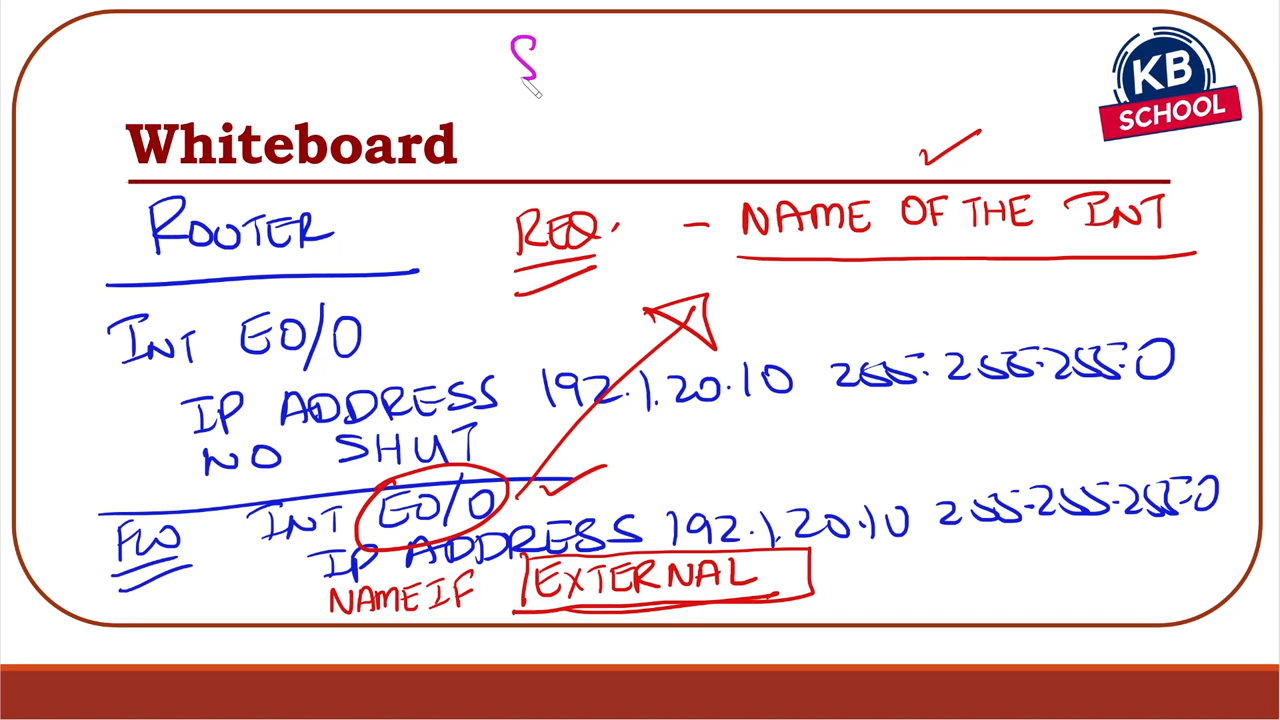 S
KB
SCHOOL
Whiteboard
ROUTER
REQ. - NAME OF THE INT
INT E0/0
IP ADDRESS 192.1.20.10 255.255.255.0
NO SHUT
FW INT E0/0
IP ADDRESS 192.1.20.10 255.255.255.0
NAMEIF EXTERNAL